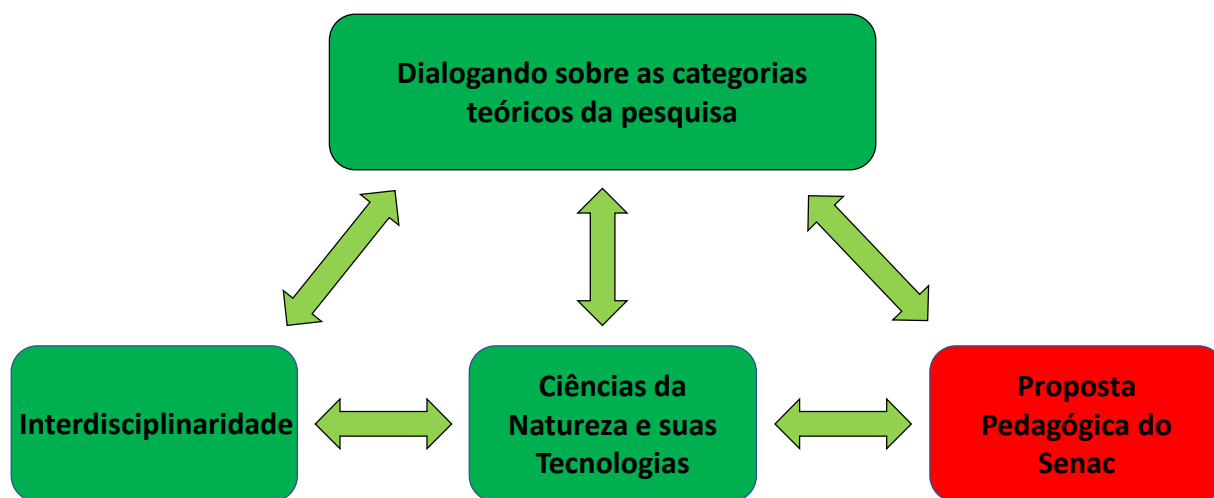 Dialogando sobre as categorias
teóricos da pesquisa
Interdisciplinaridade
Ciências da
Natureza e suas
Tecnologias
Proposta
Pedagógica do
Senac